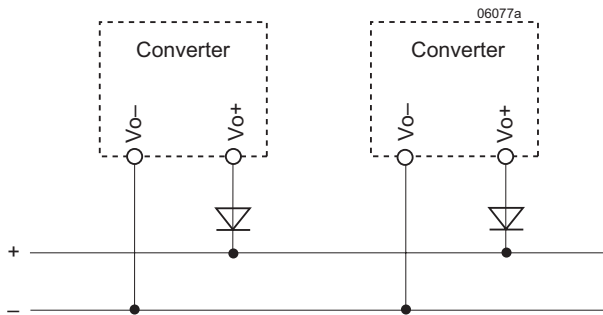 06077a
Converter
Converter
Vo–
Vo+
Vo–
Vo+
+
–